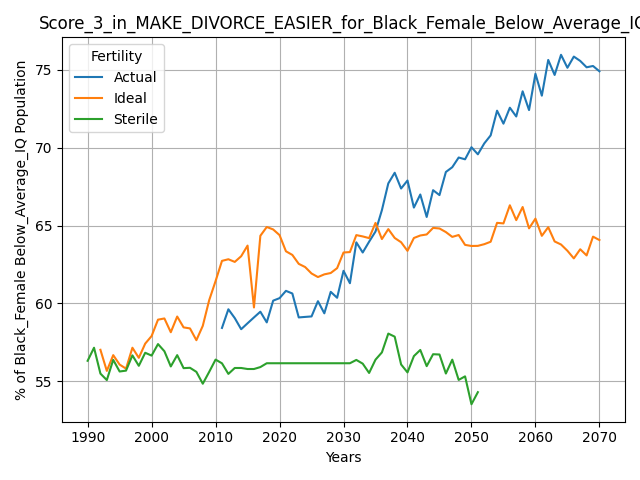 Score_3_in_MAKE_DIVORCE_EASIER_for_Black_Female_Below_Average_IQ
Fertility
Actual
Ideal
Sterile
% of Black_Female Below_Average_IQ Population
75
70
65
60
55
1990 2000 2010 2020 2030 2040 2050 2060 2070
Years